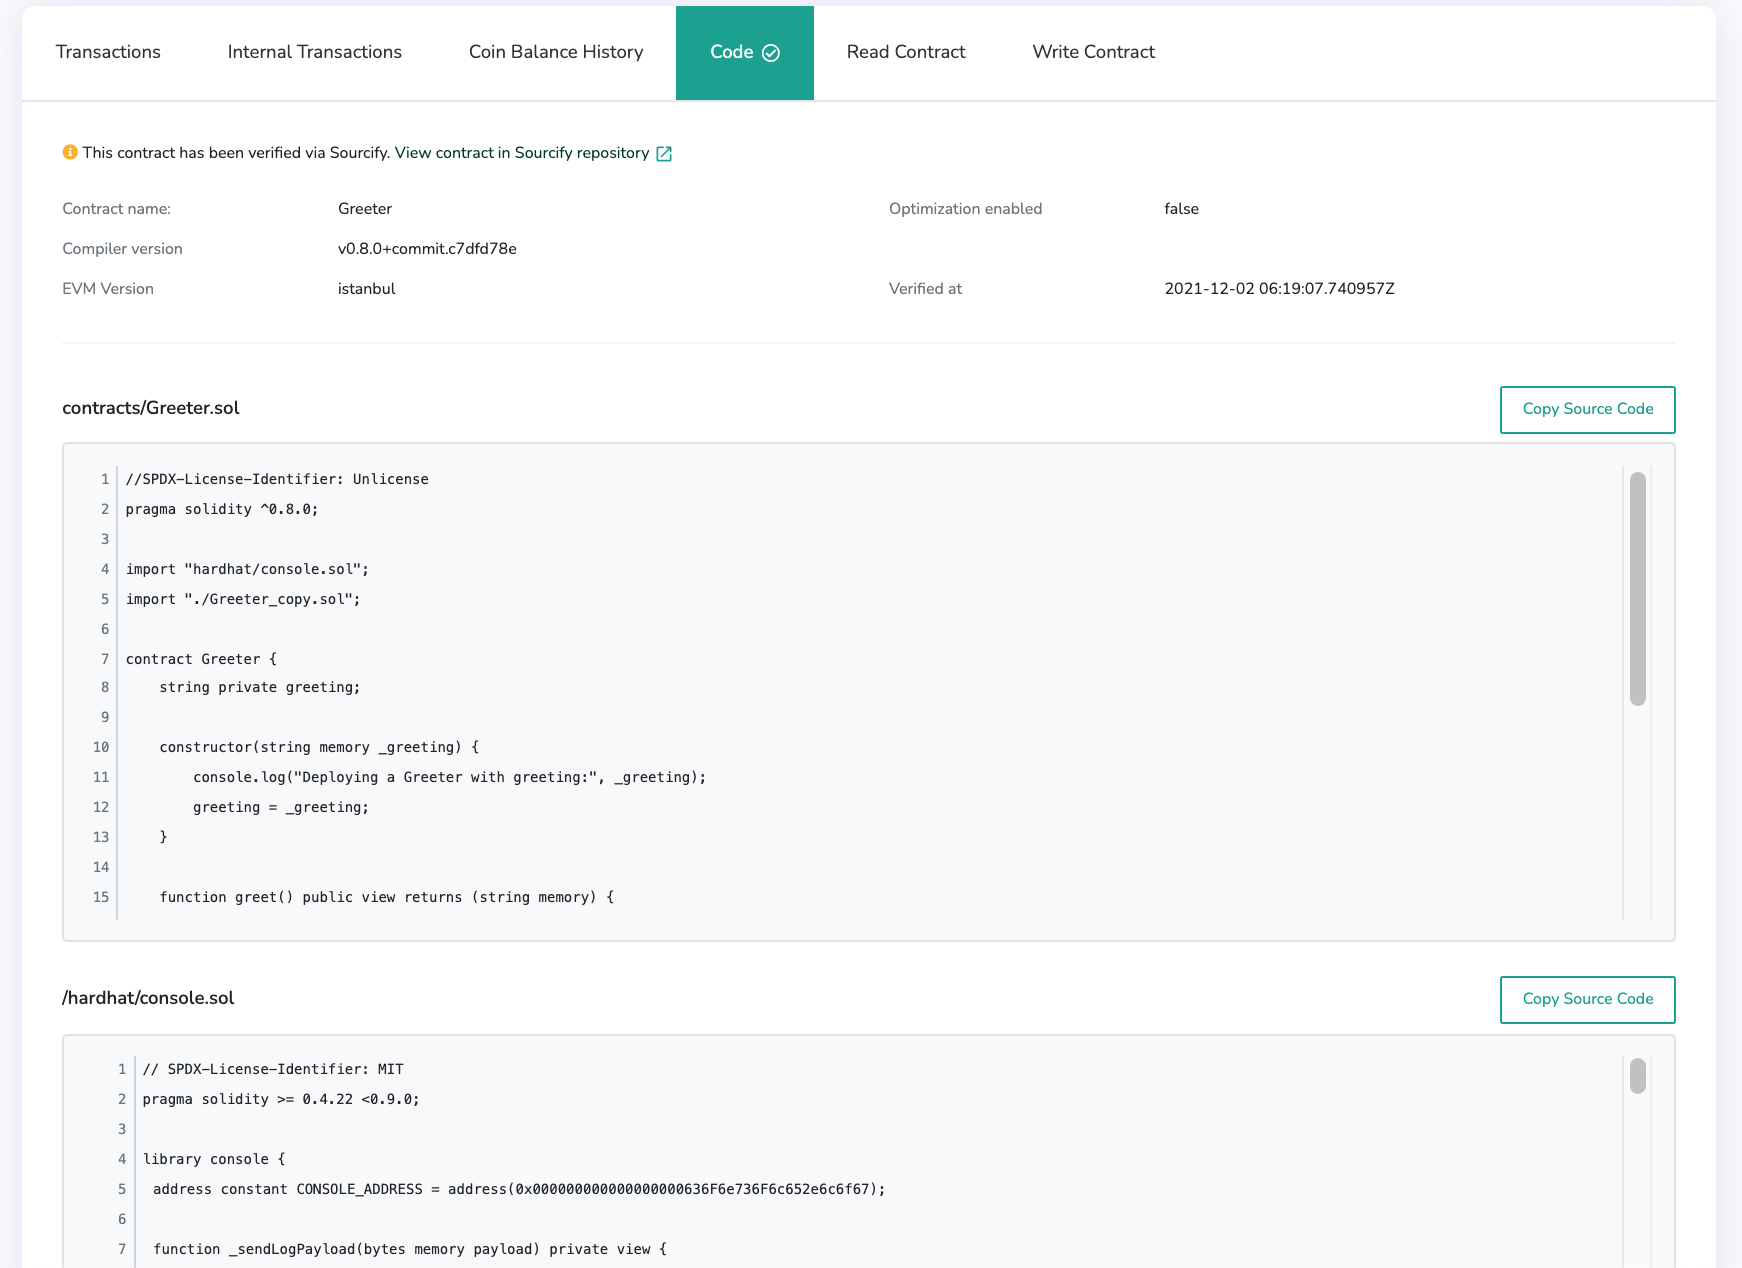 Transactions Internal Transactions Coin Balance History Code Read Contract Write Contract
This contract has been verified via Sourcify. View contract in Sourcify repository
Contract name: Greeter Optimization enabled false
Compiler version v0.8.0+commit.c7dfd78e
EVM Version istanbul Verified at 2021-12-02 06:19:07.740957Z
contracts/Greeter.sol Copy Source Code
1 //SPDX-License-Identifier: Unlicense
2 pragma solidity ^0.8.0;
3
4 import "hardhat/console.sol";
5 import "./Greeter_copy.sol";
6
7 contract Greeter {
8 string private greeting;
9
10 constructor(string memory _greeting) {
11 console.log("Deploying a Greeter with greeting:", _greeting);
12 greeting = _greeting;
13 }
14
15 function greet() public view returns (string memory) {
/hardhat/console.sol Copy Source Code
1 // SPDX-License-Identifier: MIT
2 pragma solidity >= 0.4.22 <0.9.0;
3
4 library console {
5 address constant CONSOLE_ADDRESS = address(0x000000000000000000636F6e736F6c652e6c6f67);
6
7 function _sendLogPayload(bytes memory payload) private view {